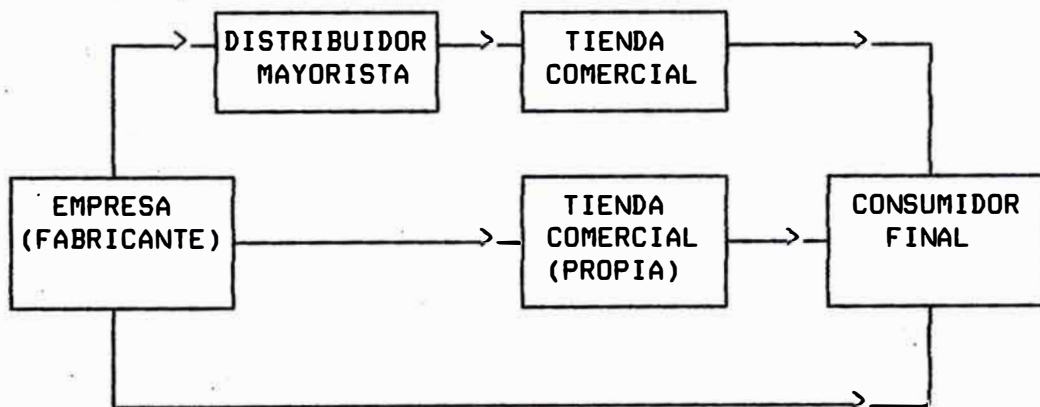 DISTRIBUIDOR
MAYORISTA
TIENDA
COMERCIAL
EMPRESA
(FABRICANTE)
TIENDA
COMERCIAL
(PROPIA)
CONSUMIDOR
FINAL